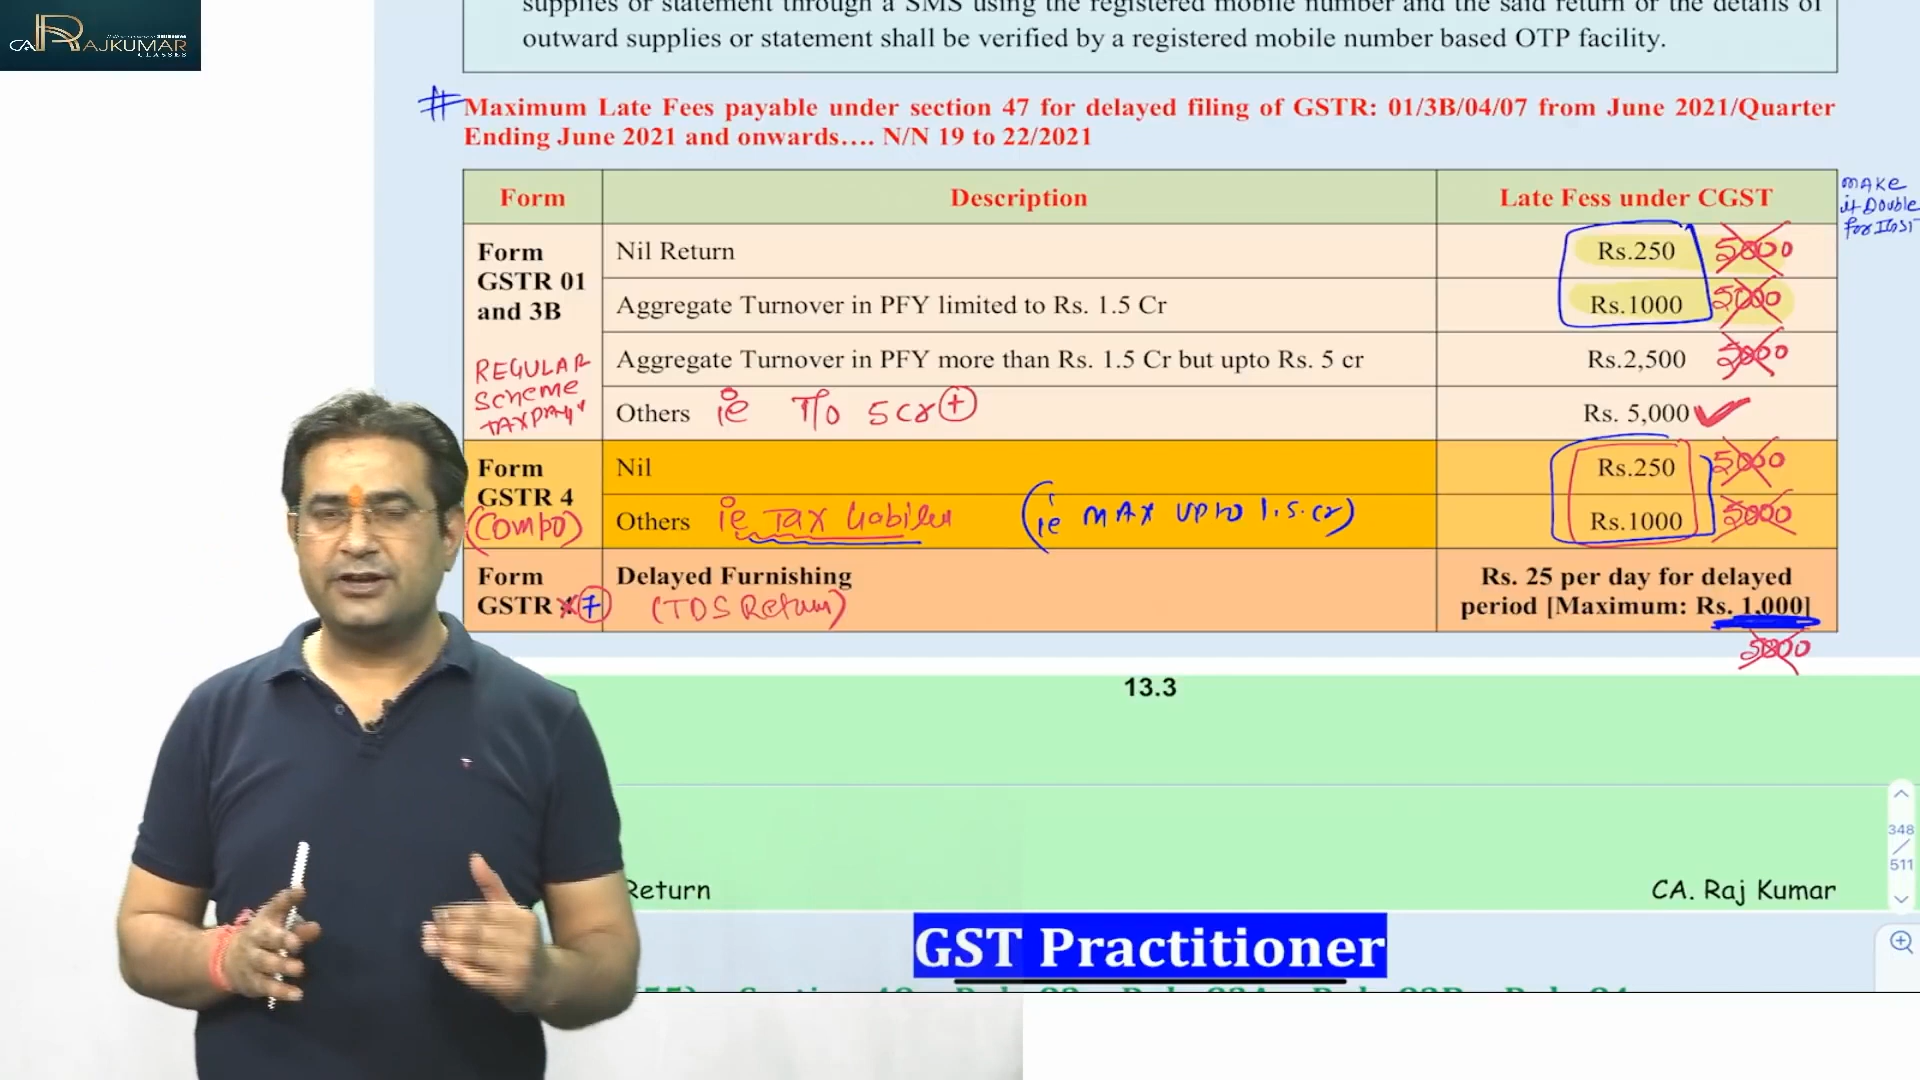 CA RAJKUMAR
CLASSES
supplies or statement through a SMS using the registered mobile number and the said return or the details of
outward supplies or statement shall be verified by a registered mobile number based OTP facility.
# Maximum Late Fees payable under section 47 for delayed filing of GSTR: 01/3B/04/07 from June 2021/Quarter
Ending June 2021 and onwards…. N/N 19 to 22/2021
Form Description Late Fess under CGST
MAKE
it Double
for IGST
Form
GSTR 01
and 3B
REGULAR
Scheme
Nil Return Rs.250 5000
Aggregate Turnover in PFY limited to Rs. 1.5 Cr Rs.1000 5000
Aggregate Turnover in PFY more than Rs. 1.5 Cr but upto Rs. 5 cr Rs.2,500 5000
Others ie T/o 5cr+ Rs. 5,000
Form
GSTR 4
(Compo)
Nil Rs.250 5000
Others ie Tax (ie MAX upto 1.5.cr) Rs.1000 5000
Form
GSTR 7
Delayed Furnishing
(TDS Return)
Rs. 25 per day for delayed
period [Maximum: Rs. 1,000]
5000
13.3
348
/
511
Return CA. Raj Kumar
GST Practitioner